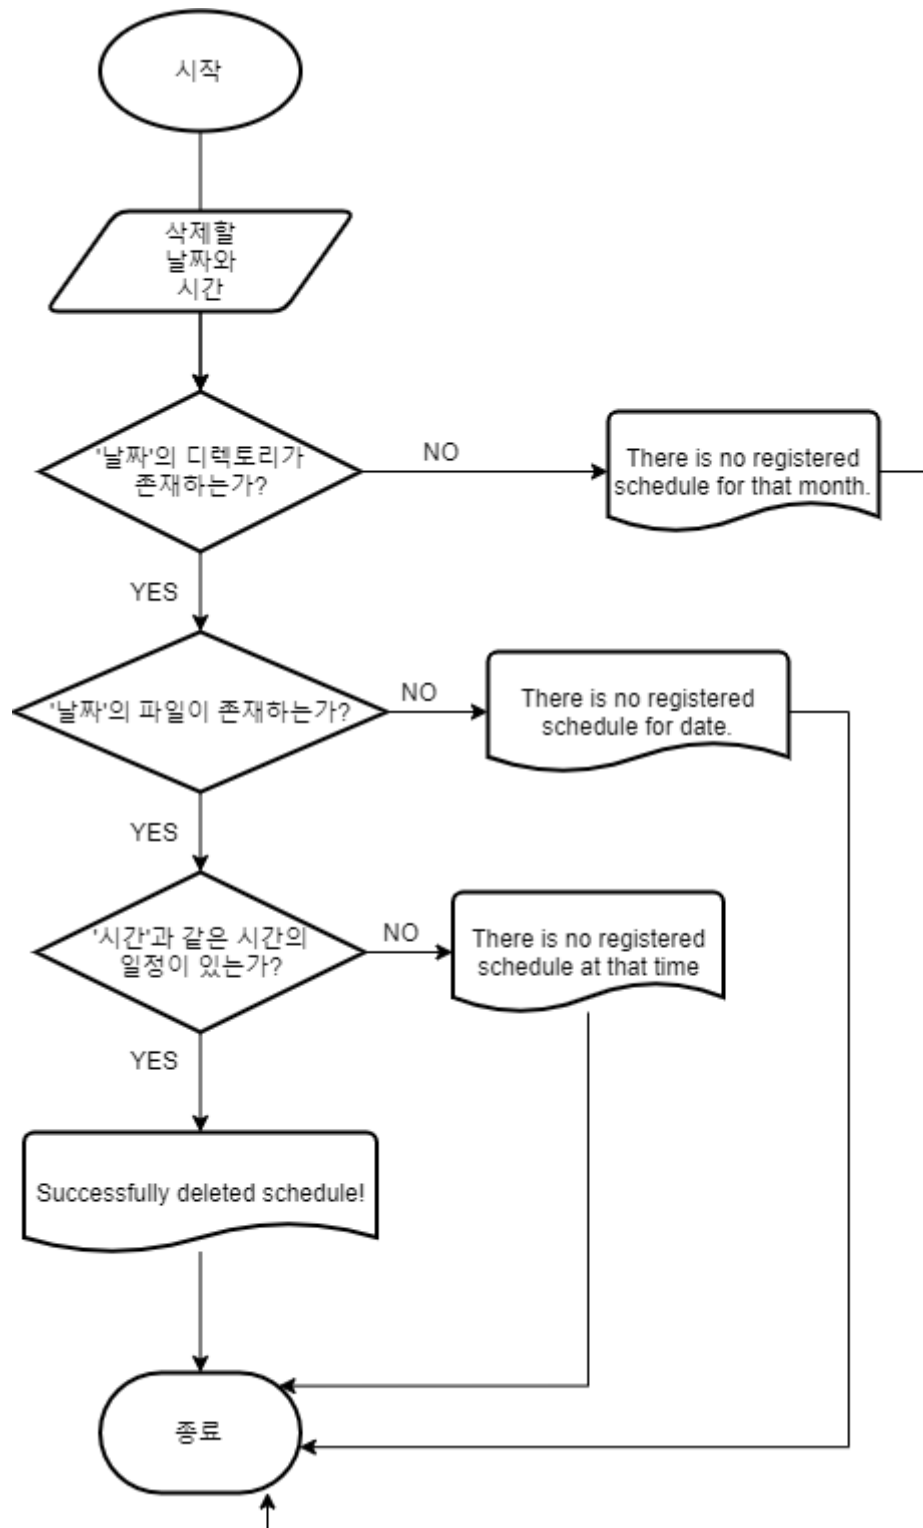 시작
삭제할
날짜와
시간
'날짜'의 디렉토리가
존재하는가?
NO
There is no registered
schedule for that month.
YES
'날짜'의 파일이 존재하는가?
NO
There is no registered
schedule for date.
YES
'시간'과 같은 시간의
일정이 있는가?
NO
There is no registered
schedule at that time
YES
Successfully deleted schedule!
종료